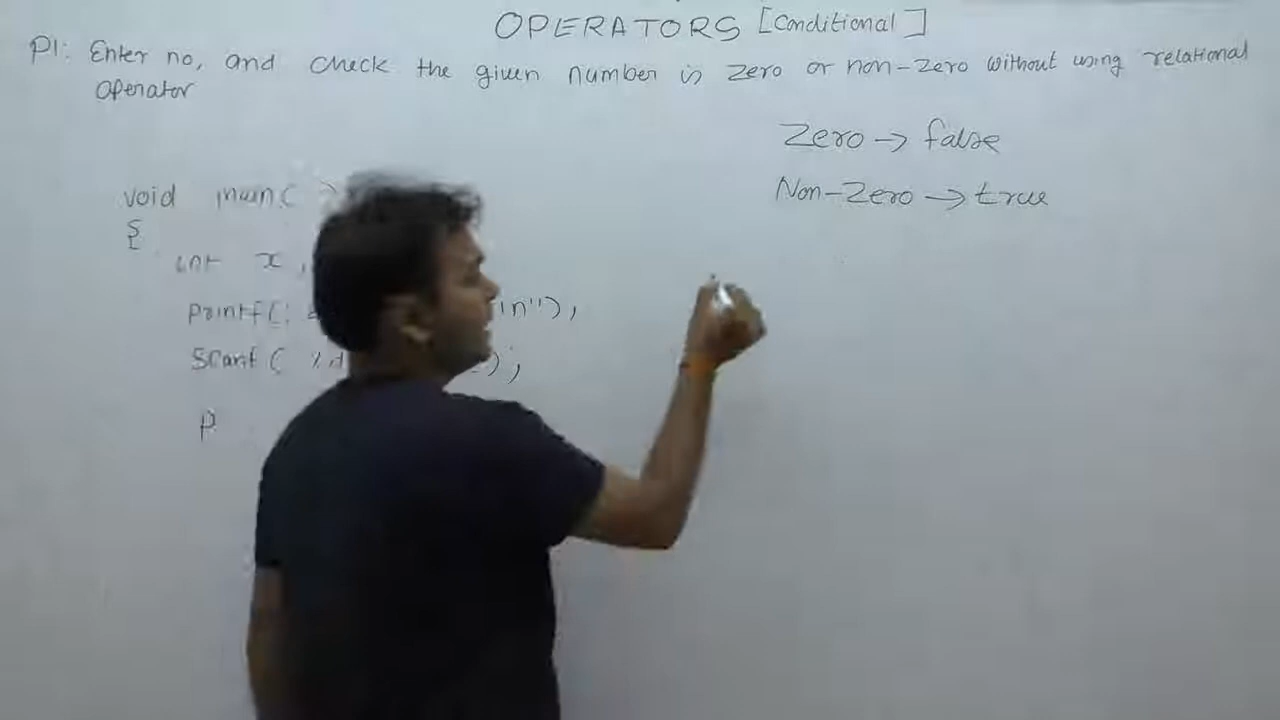 OPERATORS [Conditional]
P1: Enter no, and check the given number is zero or non-zero without using relational
Operator
Zero → false
Non-Zero → true
void main( )
{
int x,
Printf(
\n");
Scanf( %d
);
P